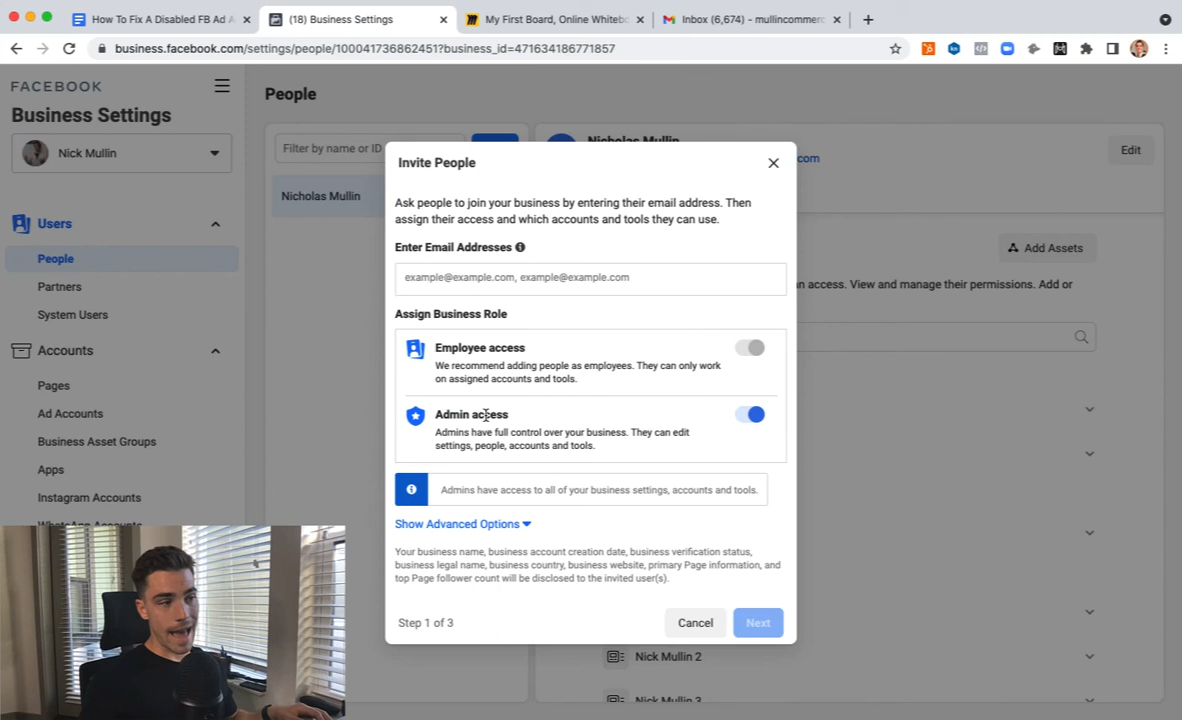 How To Fix A Disabled FB Ad A
(18) Business Settings
My First Board, Online Whitebo
Inbox (6,674) - mullincommerc
business.facebook.com/settings/people/100041736862451?business_id=471634186771857
FACEBOOK
Business Settings
Nick Mullin
Users
People
Partners
System Users
Accounts
Pages
Ad Accounts
Business Asset Groups
Apps
Instagram Accounts
WhatsApp Accounts
People
Filter by name or ID
Nicholas Mullin
Nicholas Mullin
com
Edit
Add Assets
an access. View and manage their permissions. Add or
Invite People
Ask people to join your business by entering their email address. Then
assign their access and which accounts and tools they can use.
Enter Email Addresses
example@example.com, example@example.com
Assign Business Role
Employee access
We recommend adding people as employees. They can only work
on assigned accounts and tools.
Admin access
Admins have full control over your business. They can edit
settings, people, accounts and tools.
Admins have access to all of your business settings, accounts and tools.
Show Advanced Options
Your business name, business account creation date, business verification status,
business legal name, business country, business website, primary Page information, and
top Page follower count will be disclosed to the invited user(s).
Step 1 of 3
Cancel
Next
Nick Mullin 2
Nick Mullin 3